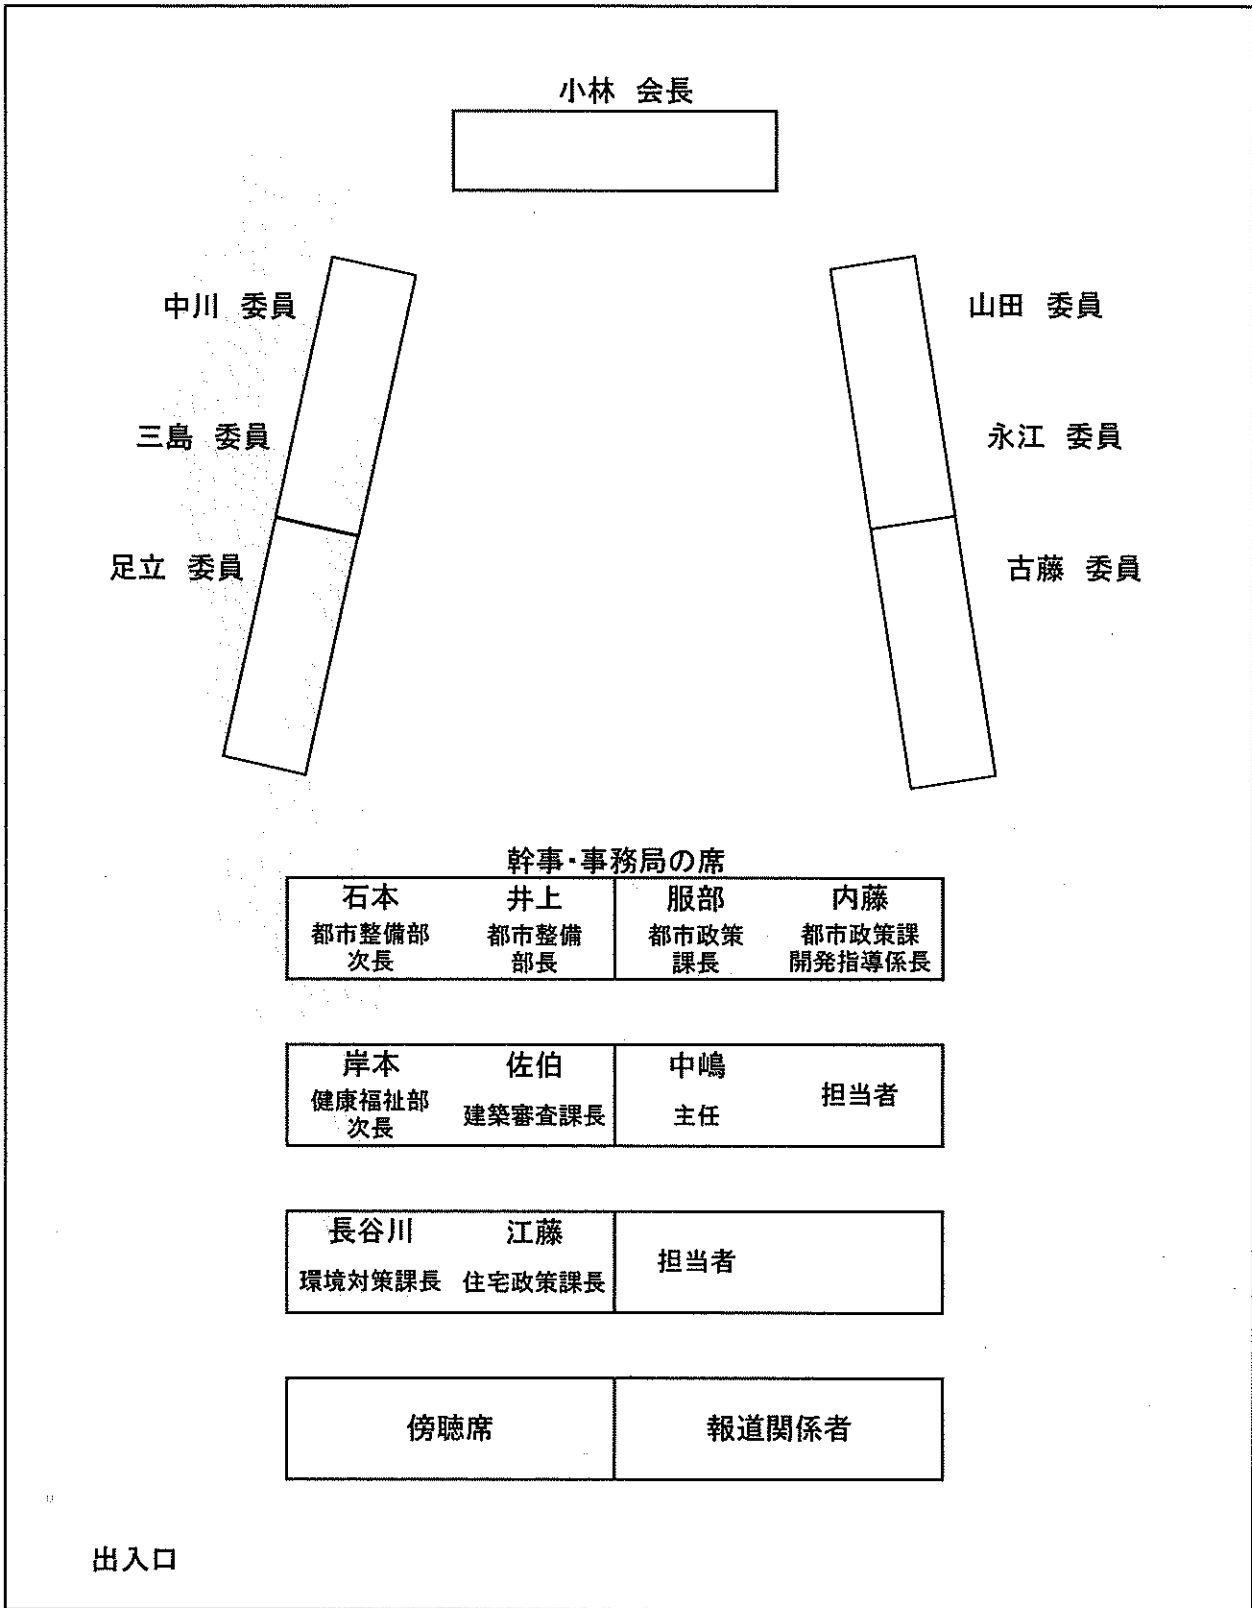 小林 会長
中川 委員
山田 委員
三島 委員
永江 委員
足立 委員
古藤 委員
幹事・事務局の席
石本 井上 服部 内藤
都市整備部 都市整備 都市政策 都市政策課
次長 部長 課長 開発指導係長
岸本 佐伯 中嶋 担当者
健康福祉部
次長 建築審査課長 主任
長谷川 江藤 担当者
環境対策課長 住宅政策課長
傍聴席 報道関係者
出入口